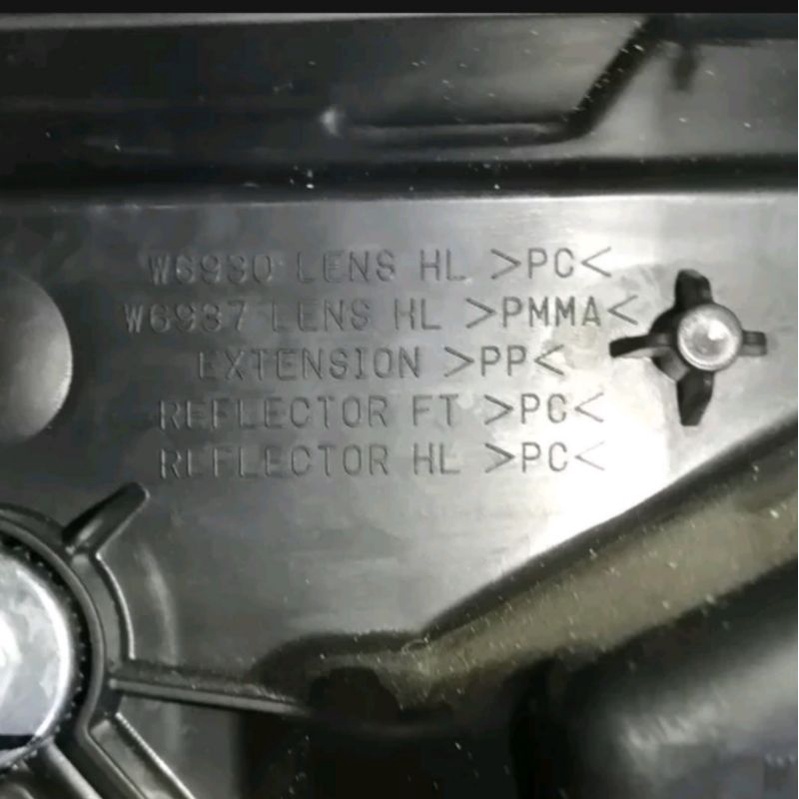 W6930 LENS HL >PC<
W6937 LENS HL >PMMA<
EXTENSION >PP<
REFLECTOR FT >PC<
REFLECTOR HL >PC<